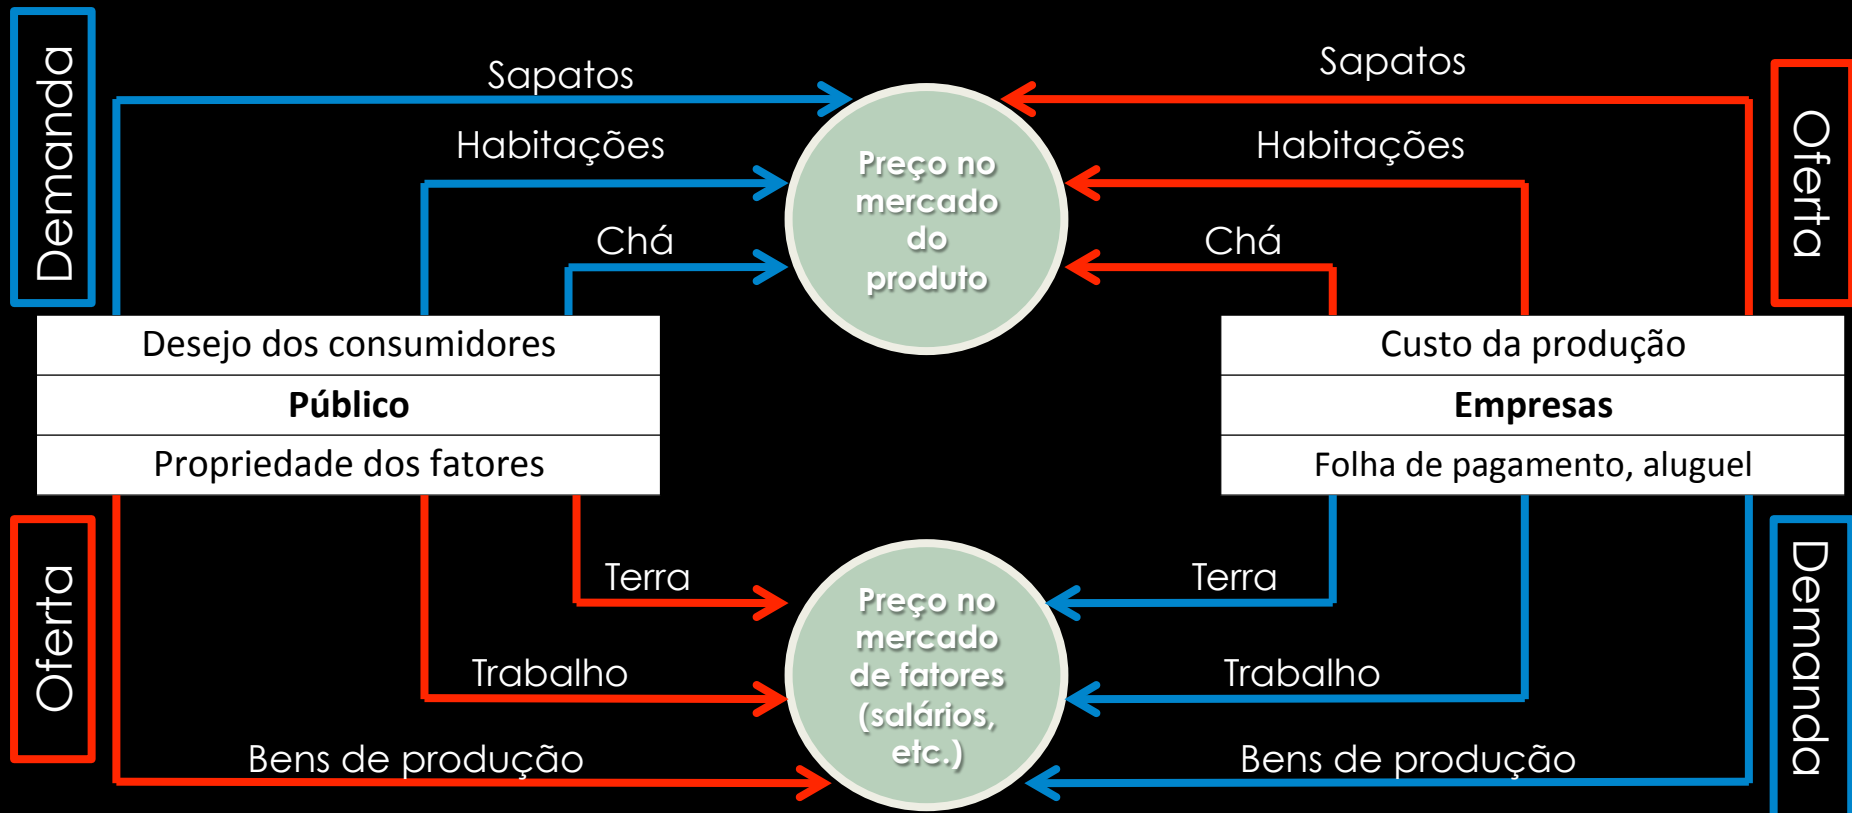 Demanda
Sapatos
Sapatos
Oferta
Habitações
Habitações
Chá
Chá
Preço no
mercado
do
produto
Desejo dos consumidores
Público
Propriedade dos fatores
Custo da produção
Empresas
Folha de pagamento, aluguel
Oferta
Terra
Terra
Demanda
Trabalho
Trabalho
Bens de produção
Bens de produção
Preço no
mercado
de fatores
(salários,
etc.)